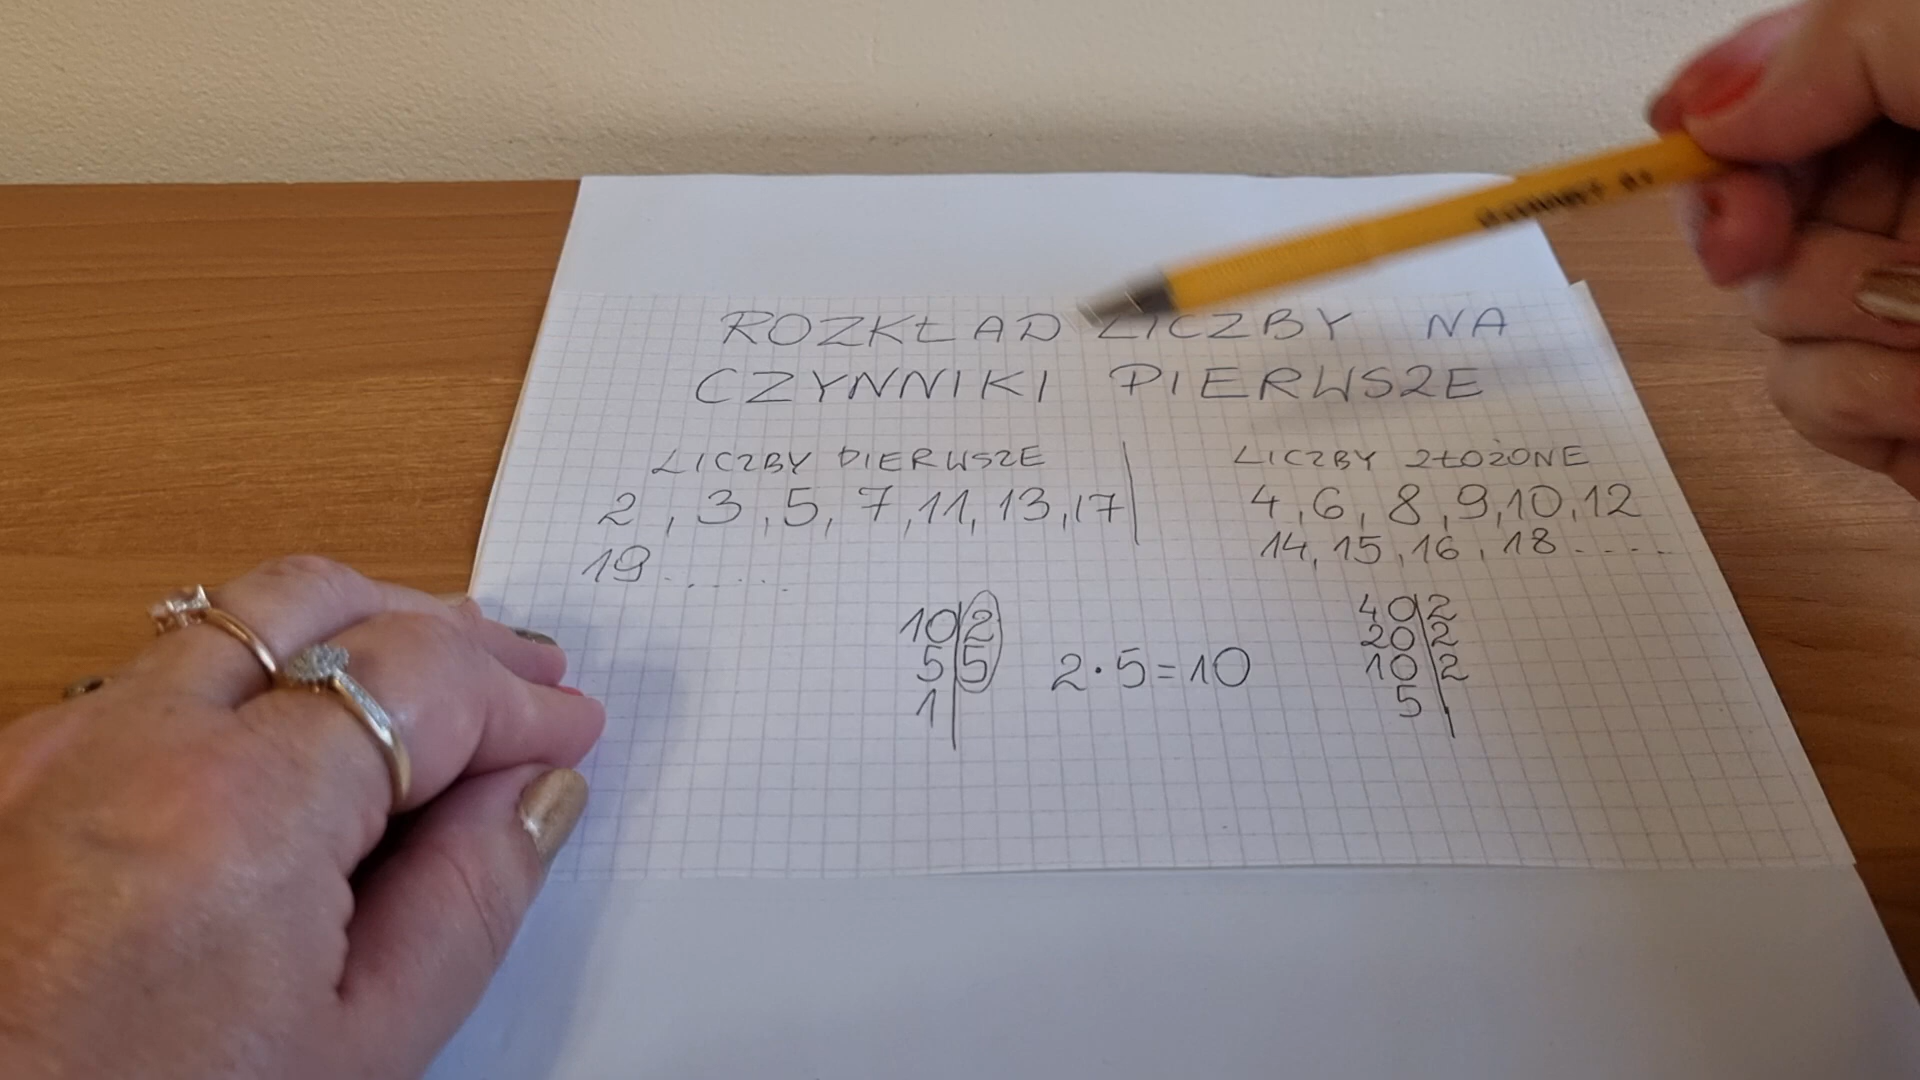 ROZKŁAD LICZBY NA
CZYNNIKI PIERWSZE
LICZBY PIERWSZE
2, 3, 5, 7, 11, 13, 17
19......
LICZBY ZŁOŻONE
4, 6, 8, 9, 10, 12
14, 15, 16, 18.....
10|2
5|5
1|
2·5=10
40|2
20|2
10|2
5|